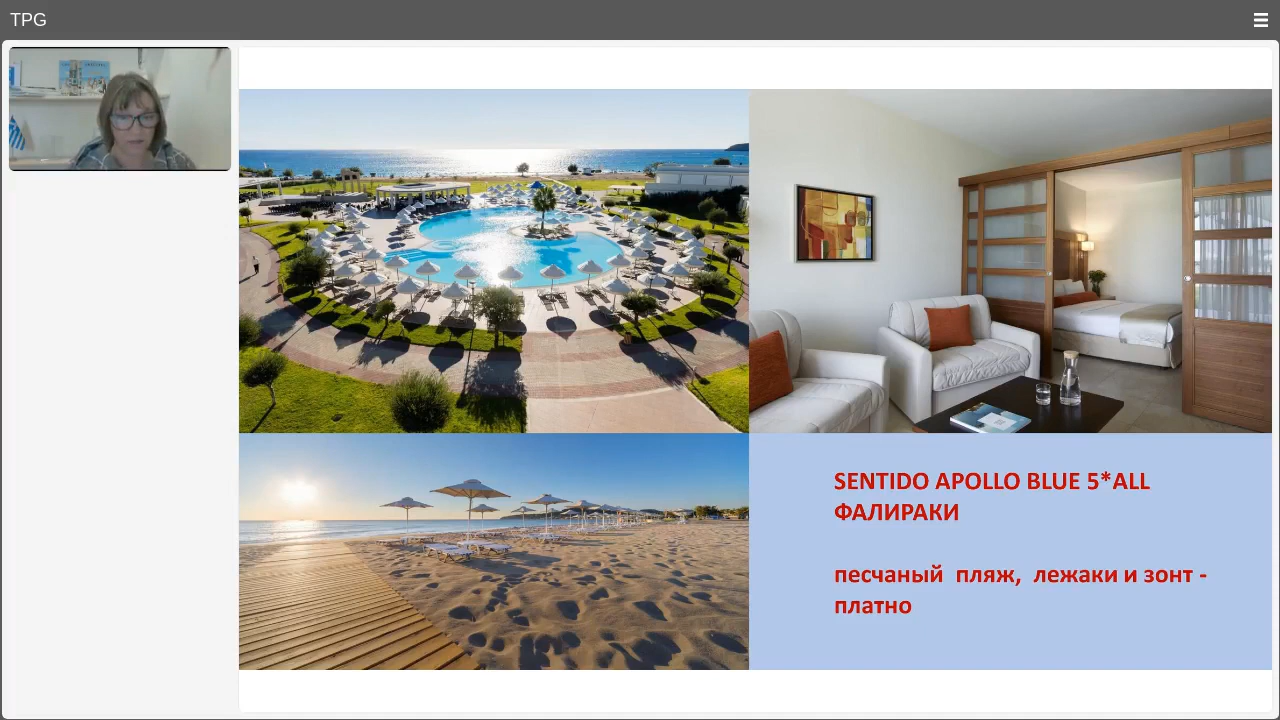 TPG
SENTIDO APOLLO BLUE 5*ALL
ФАЛИРАКИ
песчаный пляж, лежаки и зонт -
платно